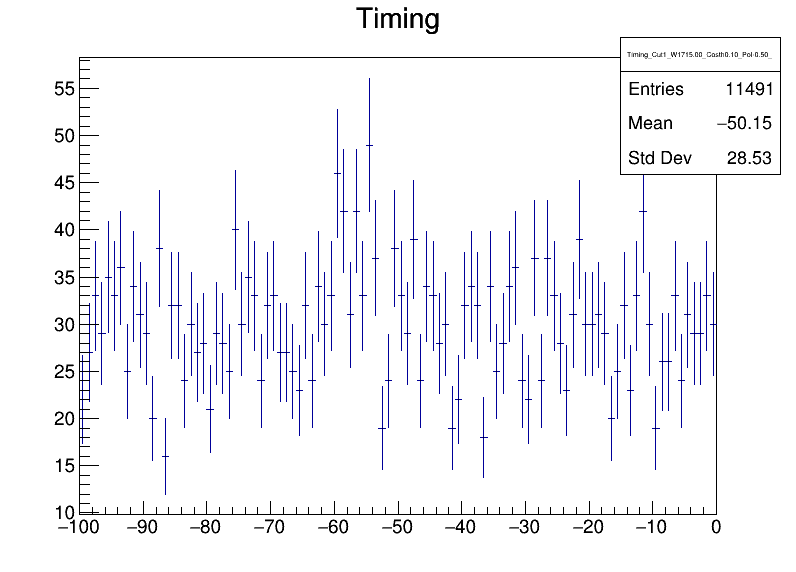 Timing
Timing_Cut1_W1715.00_Costh0.10_Pol-0.50_
Entries 11491
Mean −50.15
Std Dev 28.53
55
50
45
40
35
30
25
20
15
10
−100 −90 −80 −70 −60 −50 −40 −30 −20 −10 0